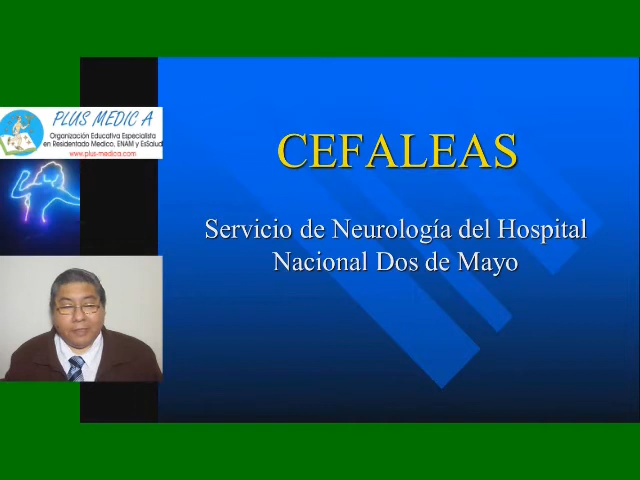 PLUS MEDIC A
Organización Educativa Especialista
en Residentado Medico, ENAM y EsSalud
www.plus-medica.com
CEFALEAS
Servicio de Neurología del Hospital
Nacional Dos de Mayo